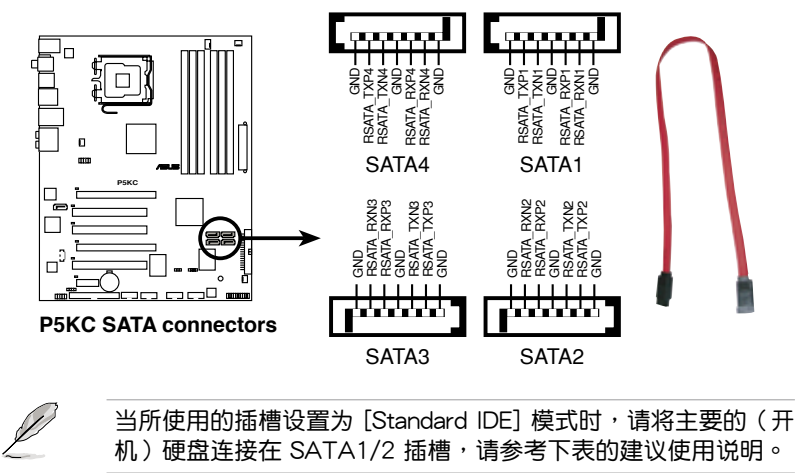 GND
RSATA_TXP4
RSATA_TXN4
GND
RSATA_RXP4
RSATA_RXN4
GND
SATA4
GND
RSATA_TXP1
RSATA_TXN1
GND
RSATA_RXP1
RSATA_RXN1
GND
SATA1
ASUS
P5KC
GND
RSATA_RXN3
RSATA_RXP3
GND
RSATA_TXN3
RSATA_TXP3
GND
SATA3
GND
RSATA_RXN2
RSATA_RXP2
GND
RSATA_TXN2
RSATA_TXP2
GND
SATA2
P5KC SATA connectors
当所使用的插槽设置为 [Standard IDE] 模式时，请将主要的（开
机）硬盘连接在 SATA1/2 插槽，请参考下表的建议使用说明。